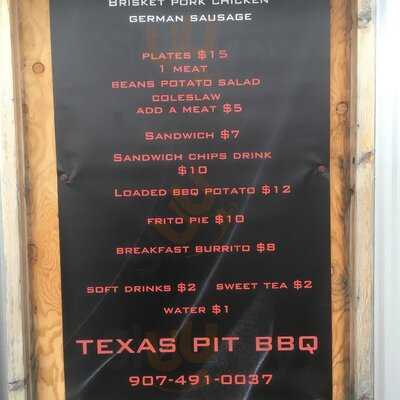 BRISKET PORK CHICKEN
GERMAN SAUSAGE
PLATES $15
1 MEAT
BEANS POTATO SALAD
COLESLAW
ADD A MEAT $5
SANDWICH $7
SANDWICH CHIPS DRINK
$10
LOADED BBQ POTATO $12
FRITO PIE $10
BREAKFAST BURRITO $8
SOFT DRINKS $2 SWEET TEA $2
WATER $1
TEXAS PIT BBQ
907-491-0037